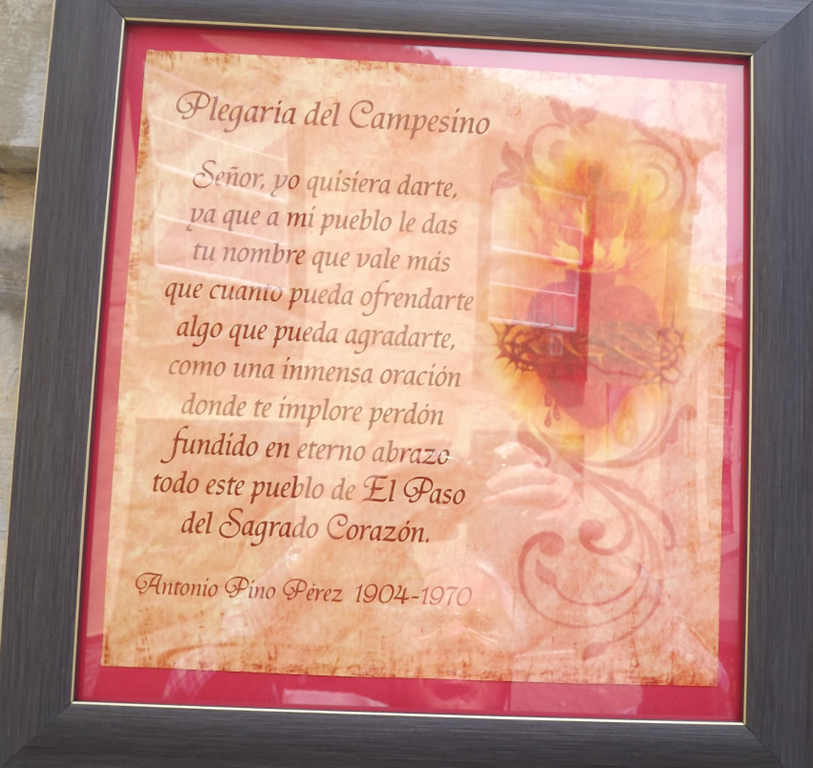 Plegaria del Campesino
Señor, yo quisiera darte,
ya que a mi pueblo le das
tu nombre que vale más
que cuanto pueda ofrendarte
algo que pueda agradarte,
como una inmensa oración
donde te implore perdón
fundido en eterno abrazo
todo este pueblo de El Paso
del Sagrado Corazón.
Antonio Pino Pérez 1904-1970